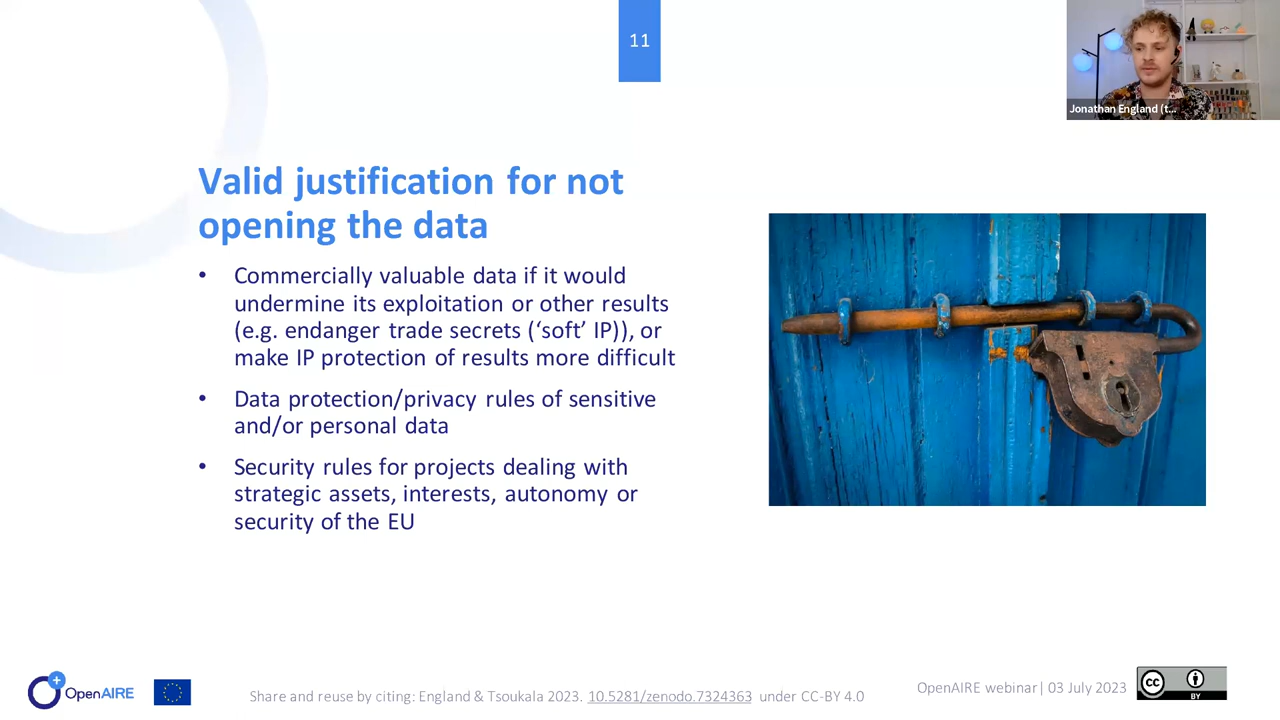 11
Jonathan England (t...
Valid justification for not
opening the data
• Commercially valuable data if it would
undermine its exploitation or other results
(e.g. endanger trade secrets (‘soft’ IP)), or
make IP protection of results more difficult
• Data protection/privacy rules of sensitive
and/or personal data
• Security rules for projects dealing with
strategic assets, interests, autonomy or
security of the EU
OpenAIRE
Share and reuse by citing: England & Tsoukala 2023. 10.5281/zenodo.7324363 under CC-BY 4.0
OpenAIRE webinar| 03 July 2023
cc
BY